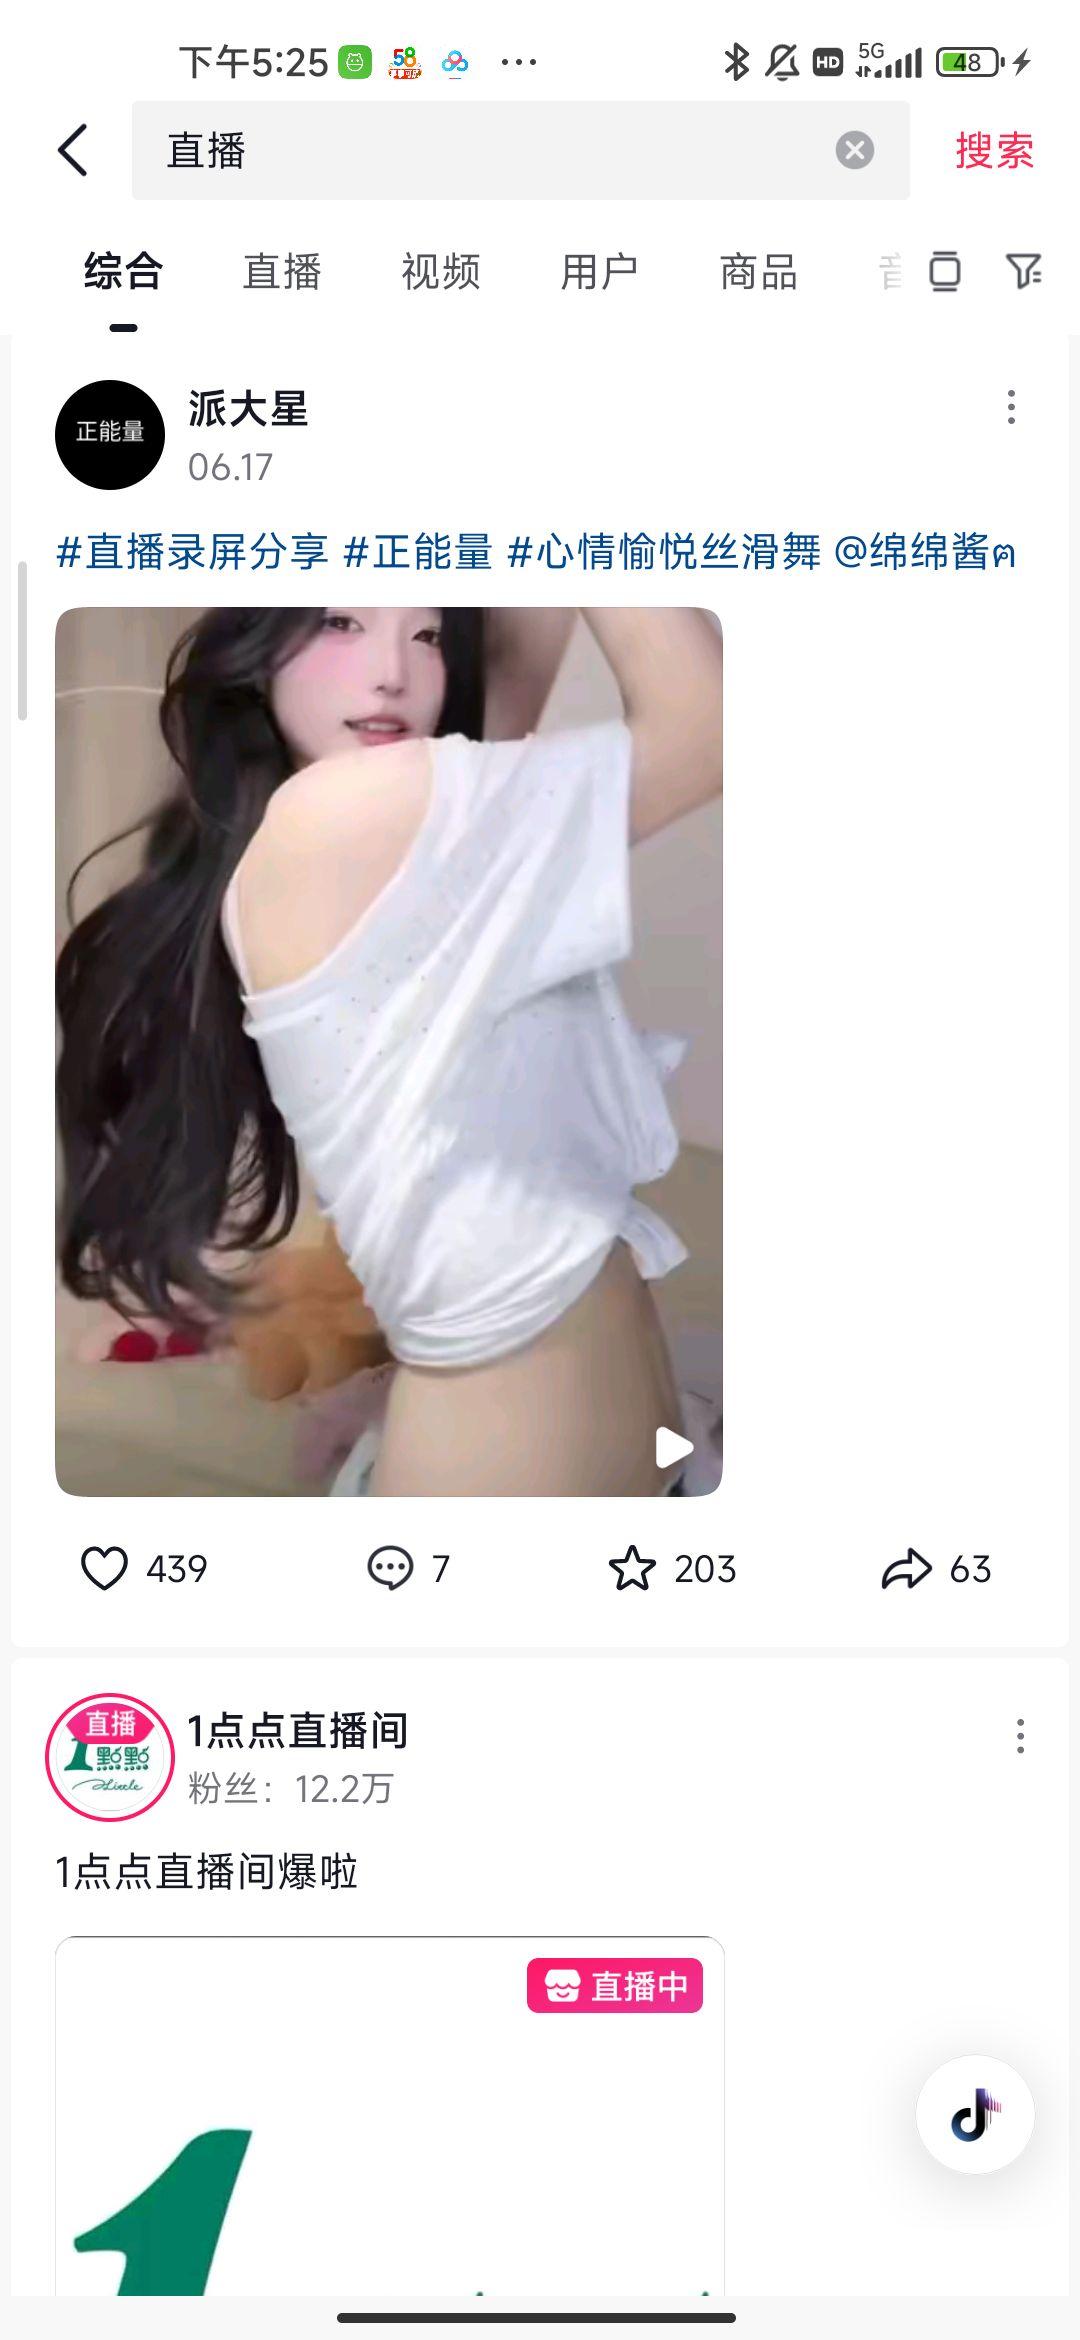 下午5:25 58 ... HD 5G 48
直播 搜索
综合 直播 视频 用户 商品
正能量
派大星
06.17
#直播录屏分享 #正能量 #心情愉悦丝滑舞 @绵绵酱ฅ
439 7 203 63
直播
1點點
1点点直播间
粉丝：12.2万
1点点直播间爆啦
直播中
1